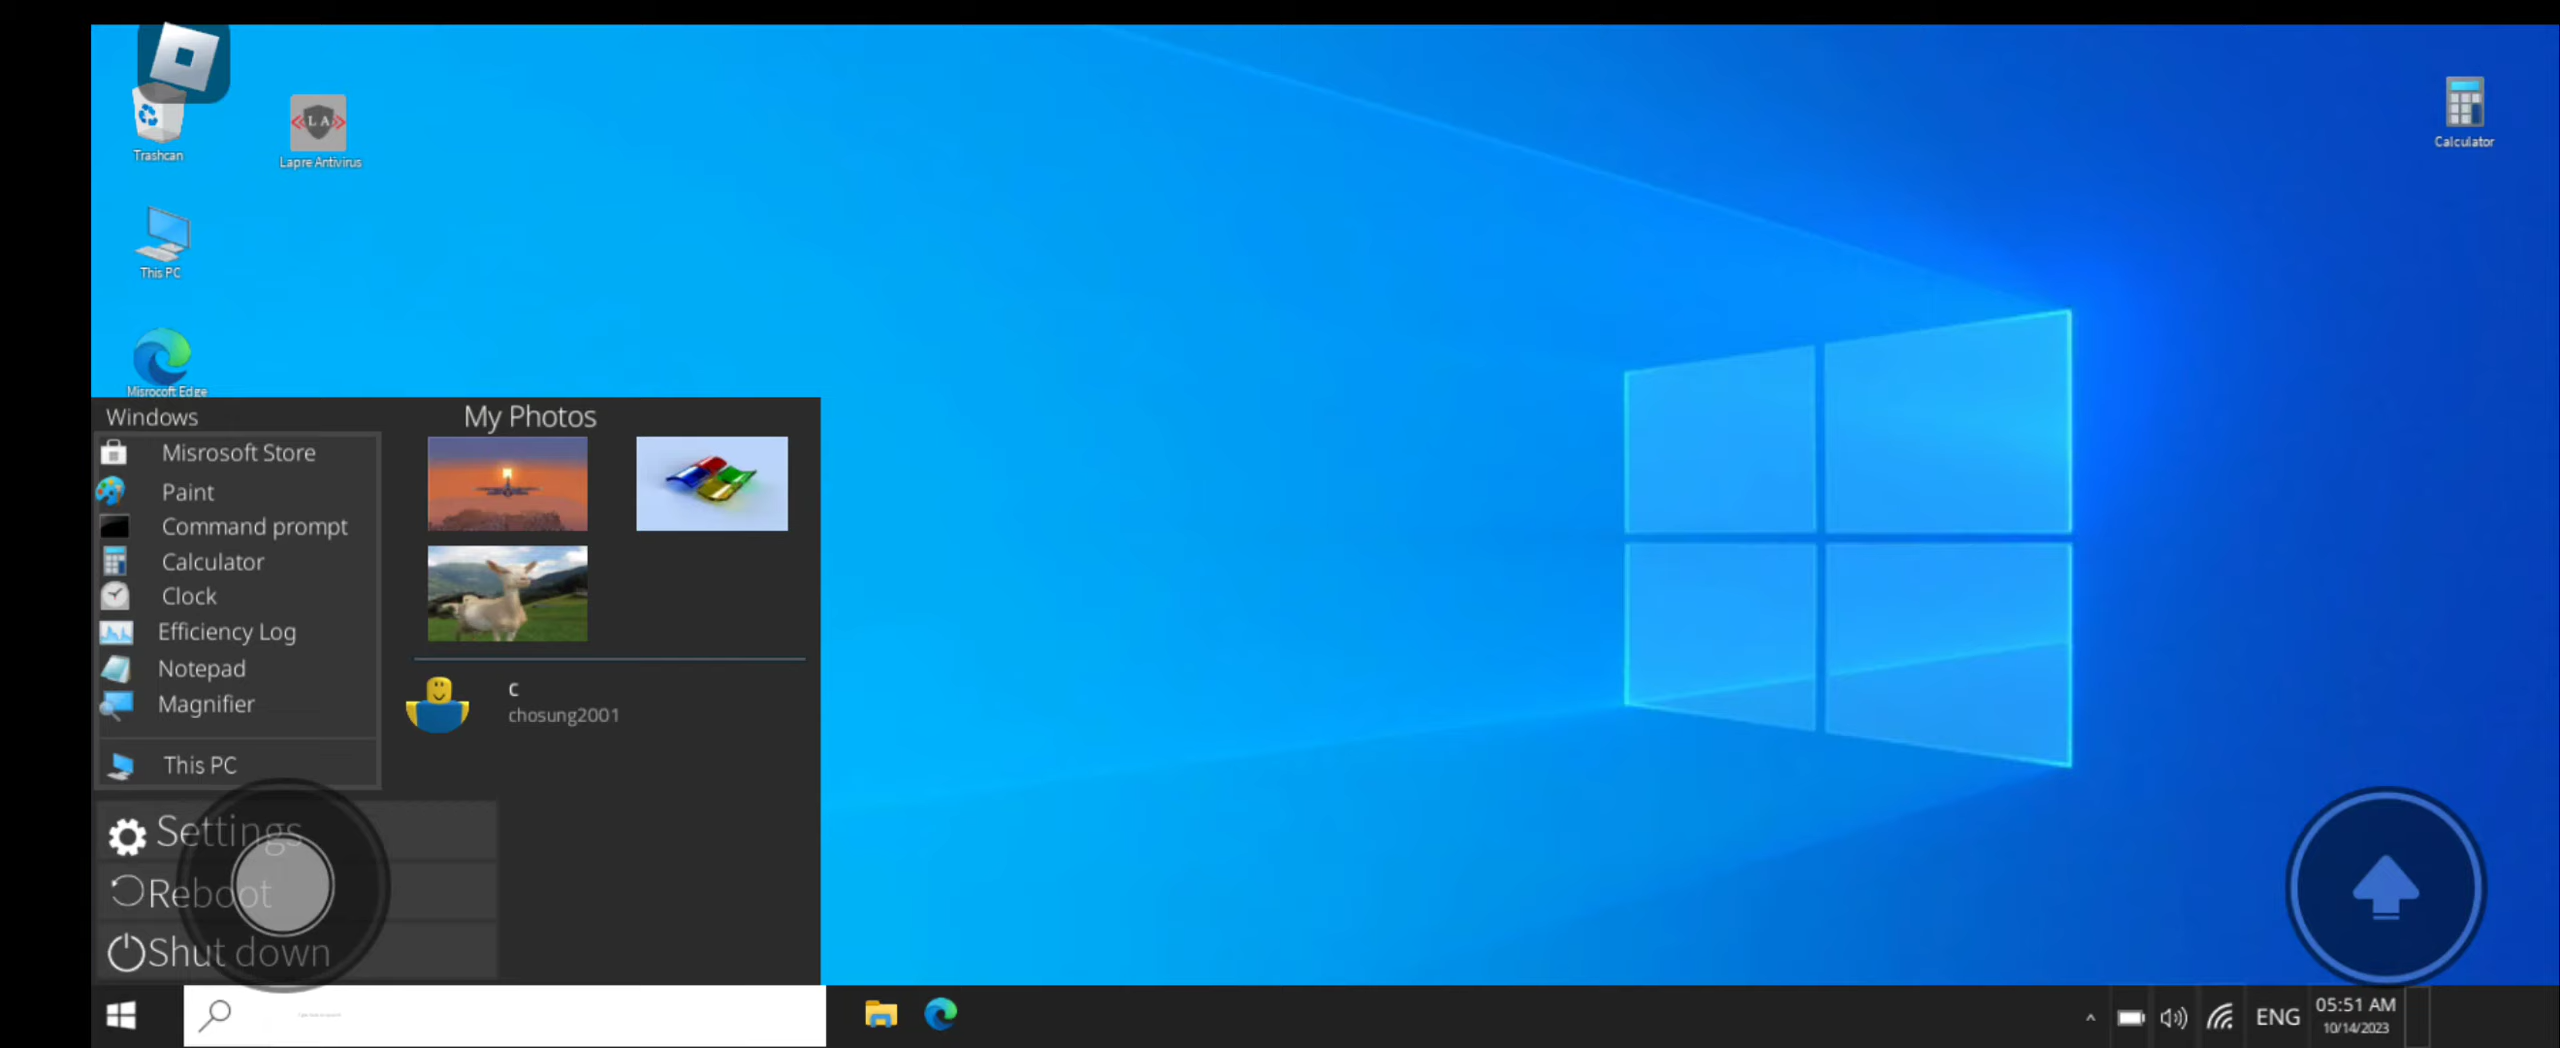 Trashcan
Lapre Antivirus
L A
Calculator
This PC
Misrocoft Edge
Windows
My Photos
Misrosoft Store
Paint
Command prompt
Calculator
Clock
Efficiency Log
Notepad
Magnifier
c
chosung2001
This PC
Settings
Reboot
Shut down
ENG
05:51 AM
10/14/2023